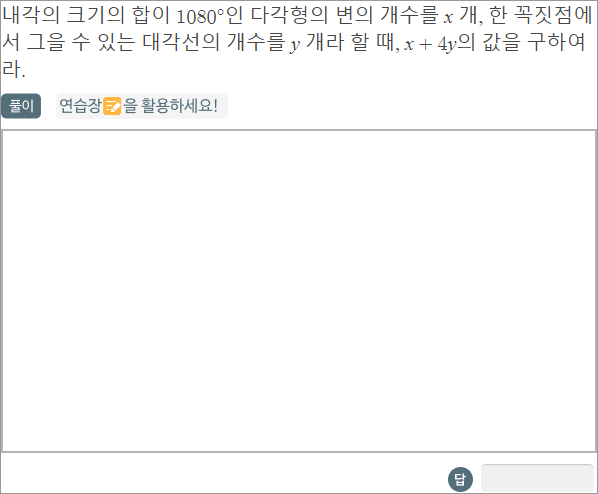 내각의 크기의 합이 1080°인 다각형의 변의 개수를 x 개, 한 꼭짓점에
서 그을 수 있는 대각선의 개수를 y 개라 할 때, x + 4y의 값을 구하여
라.
풀이 연습장을 활용하세요!
답